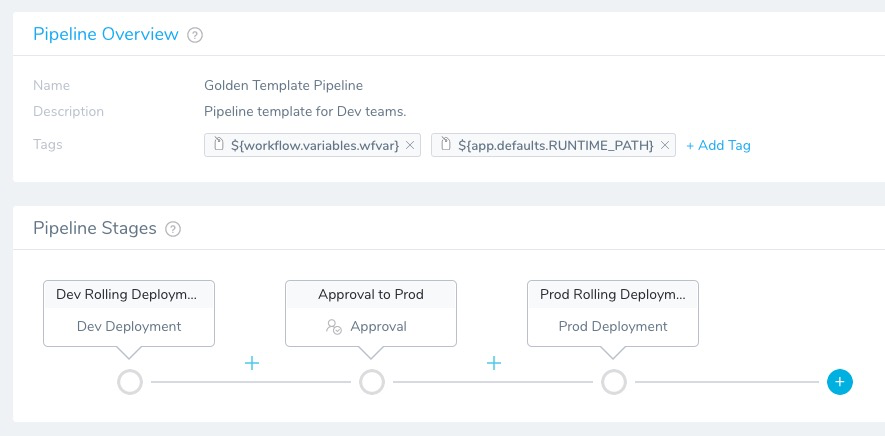 Pipeline Overview ?
Name Golden Template Pipeline
Description Pipeline template for Dev teams.
Tags ${workflow.variables.wfvar} × ${app.defaults.RUNTIME_PATH} × + Add Tag
Pipeline Stages ?
Dev Rolling Deploym... Approval to Prod Prod Rolling Deploym...
Dev Deployment Approval Prod Deployment
+ +
+